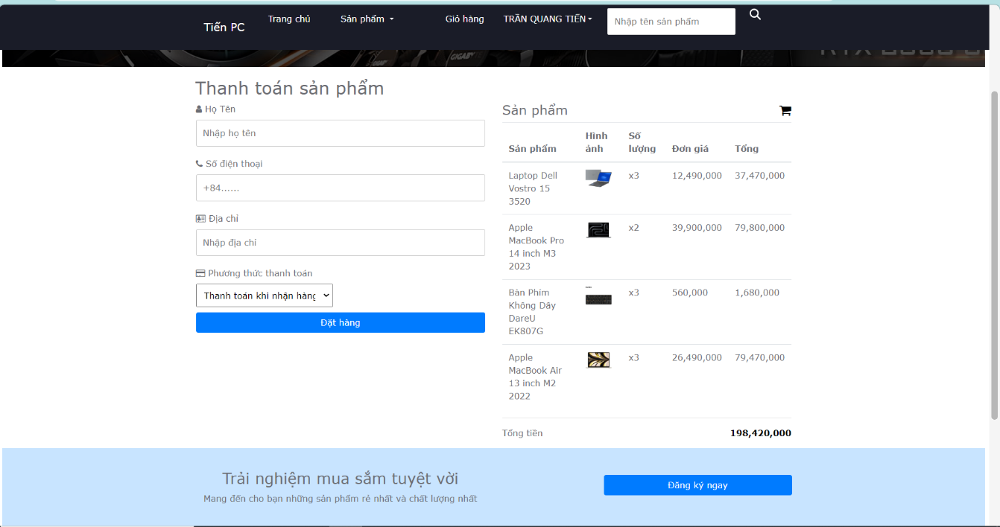 Tiến PC
Trang chủ
Sản phẩm
Giỏ hàng
TRẦN QUANG TIẾN
Nhập tên sản phẩm
GIGABY
Thanh toán sản phẩm
Họ Tên
Nhập họ tên
Số điện thoại
+84......
Địa chỉ
Nhập địa chỉ
Phương thức thanh toán
Thanh toán khi nhận hàng
Đặt hàng
Sản phẩm
Sản phẩm
Hình
ảnh
Số
lượng
Đơn giá
Tổng
Laptop Dell
Vostro 15
3520
x3
12,490,000
37,470,000
Apple
MacBook Pro
14 inch M3
2023
x2
39,900,000
79,800,000
Bàn Phím
Không Dây
DareU
EK807G
x3
560,000
1,680,000
Apple
MacBook Air
13 inch M2
2022
x3
26,490,000
79,470,000
Tổng tiền
198,420,000
Trải nghiệm mua sắm tuyệt vời
Mang đến cho bạn những sản phẩm rẻ nhất và chất lượng nhất
Đăng ký ngay